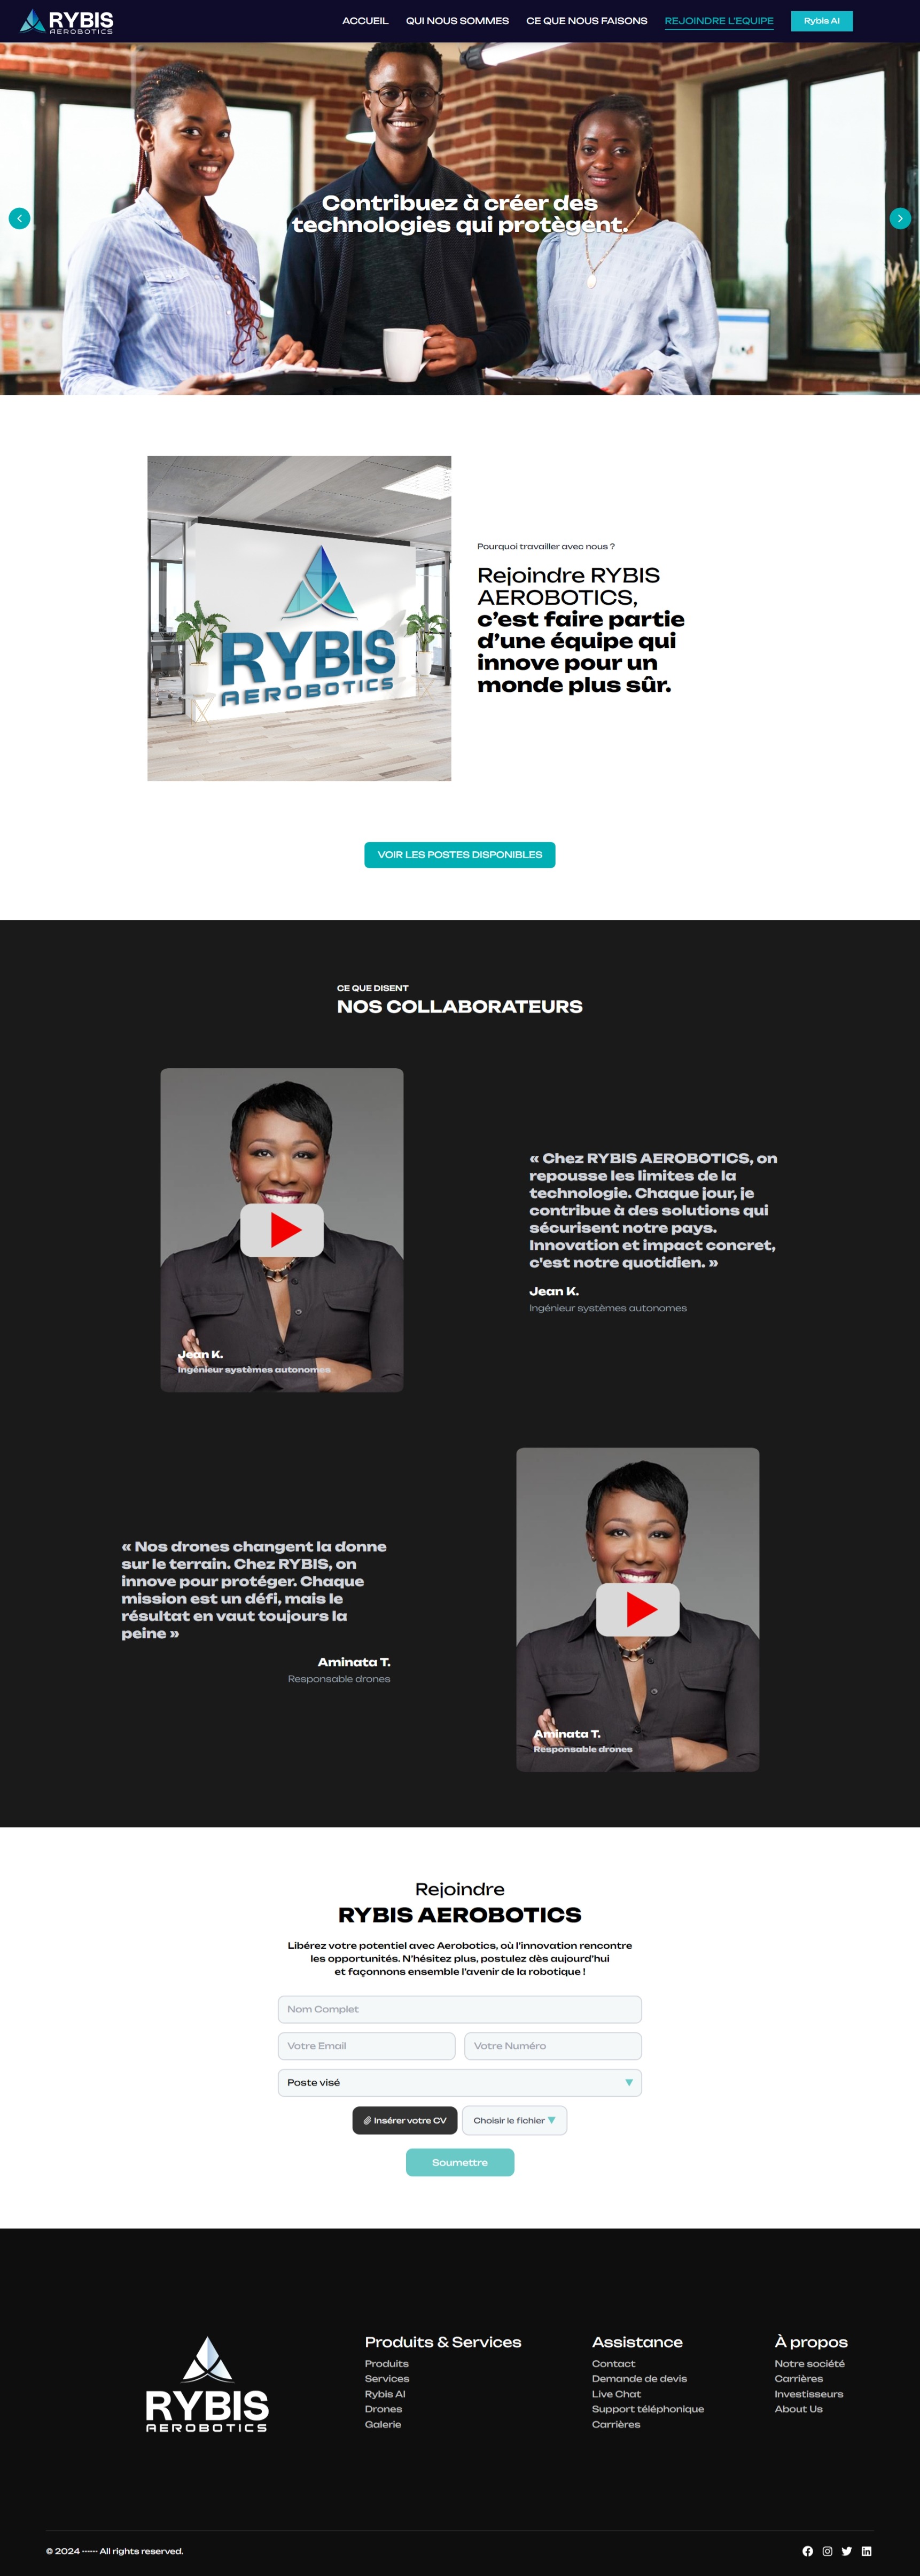 RYBIS
AEROBOTICS
ACCUEIL
QUI NOUS SOMMES
CE QUE NOUS FAISONS
REJOINDRE L'EQUIPE
Rybis AI
Contribuez à créer des
technologies qui protègent.
RYBIS
AEROBOTICS
Pourquoi travailler avec nous ?
Rejoindre RYBIS
AEROBOTICS,
c’est faire partie
d’une équipe qui
innove pour un
monde plus sûr.
VOIR LES POSTES DISPONIBLES
CE QUE DISENT
NOS COLLABORATEURS
Jean K.
Ingénieur systèmes autonomes
« Chez RYBIS AEROBOTICS, on
repousse les limites de la
technologie. Chaque jour, je
contribue à des solutions qui
sécurisent notre pays.
Innovation et impact concret,
c'est notre quotidien. »
Jean K.
Ingénieur systèmes autonomes
« Nos drones changent la donne
sur le terrain. Chez RYBIS, on
innove pour protéger. Chaque
mission est un défi, mais le
résultat en vaut toujours la
peine »
Aminata T.
Responsable drones
Aminata T.
Responsable drones
Rejoindre
RYBIS AEROBOTICS
Libérez votre potentiel avec Aerobotics, où l’innovation rencontre
les opportunités. N’hésitez plus, postulez dès aujourd’hui
et façonnons ensemble l’avenir de la robotique !
Nom Complet
Votre Email
Votre Numéro
Poste visé
Insérer votre CV
Choisir le fichier
Soumettre
RYBIS
AEROBOTICS
Produits & Services
Produits
Services
Rybis AI
Drones
Galerie
Assistance
Contact
Demande de devis
Live Chat
Support téléphonique
Carrières
À propos
Notre société
Carrières
Investisseurs
About Us
© 2024 ------ All rights reserved.